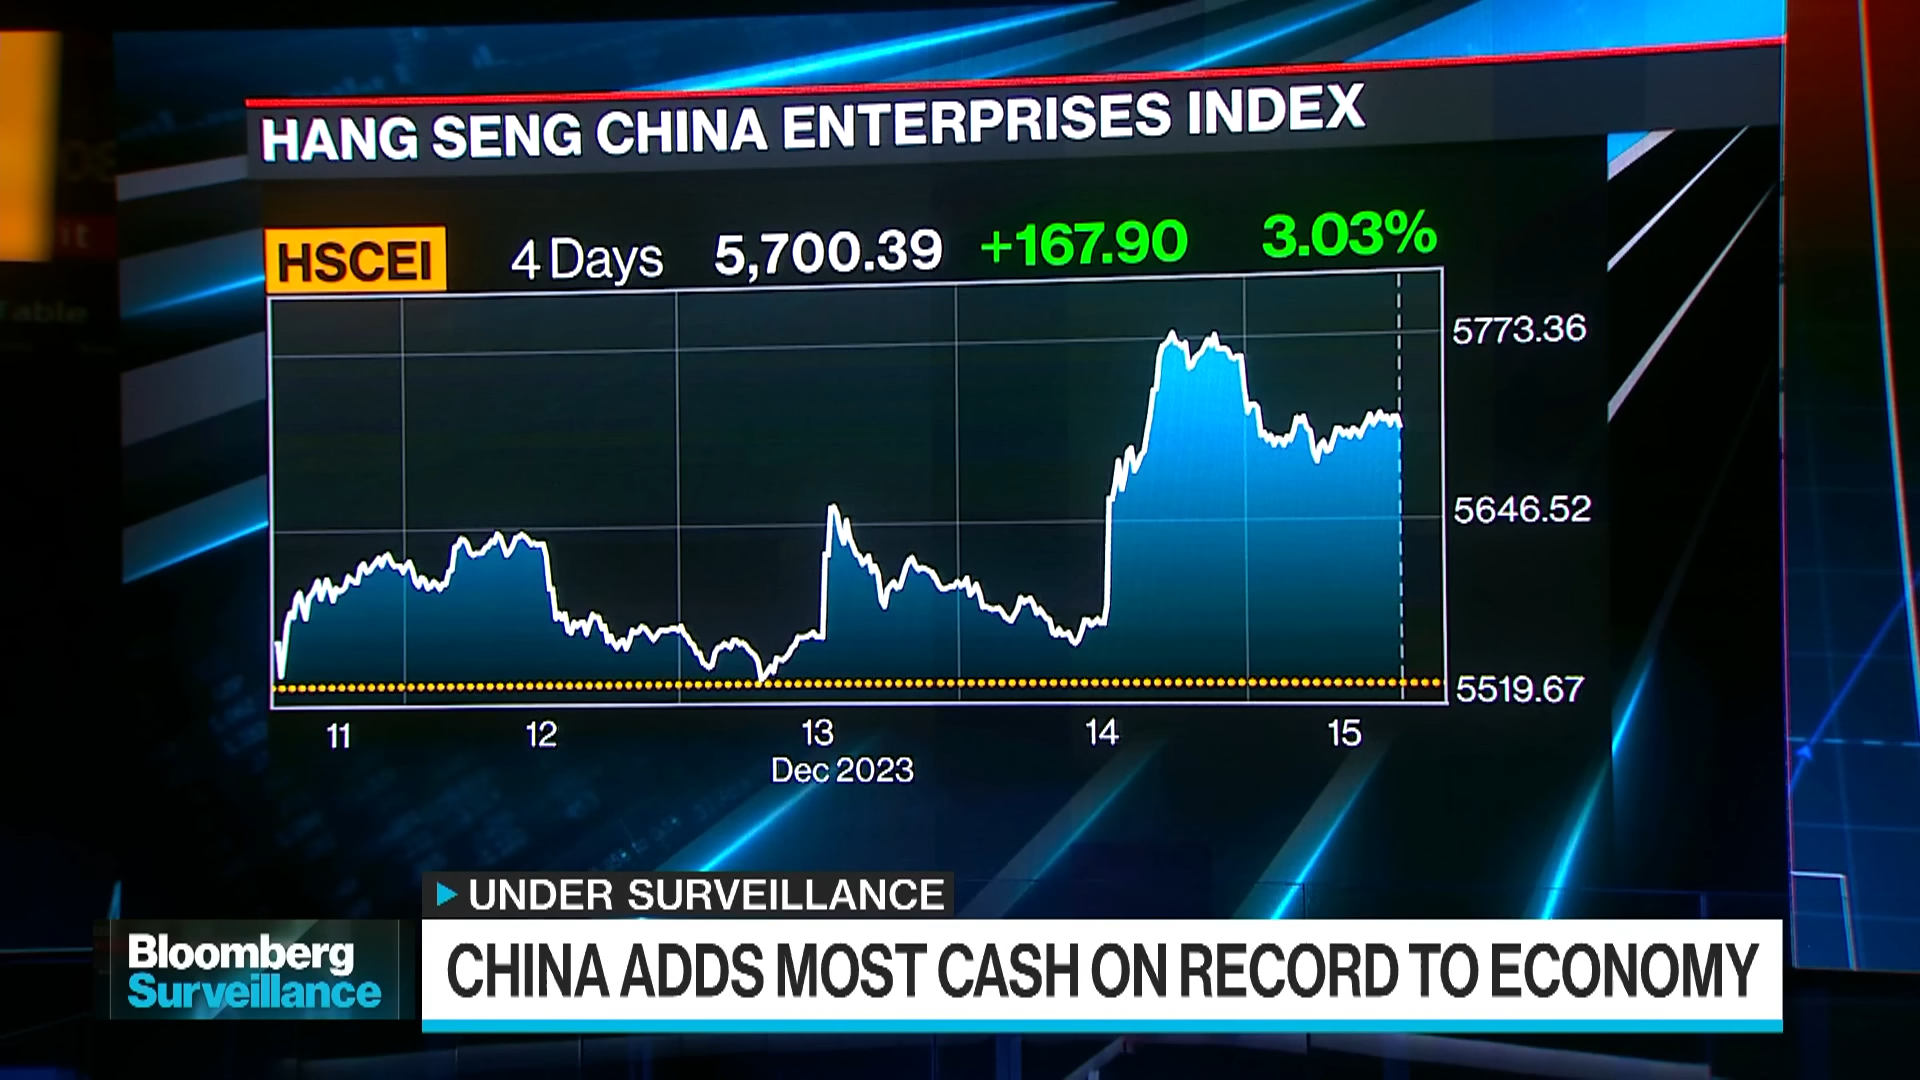 HANG SENG CHINA ENTERPRISES INDEX
HSCEI 4 Days 5,700.39 +167.90 3.03%
5773.36
5646.52
5519.67
11 12 13 14 15
Dec 2023
Table
UNDER SURVEILLANCE
Bloomberg
Surveillance
CHINA ADDS MOST CASH ON RECORD TO ECONOMY